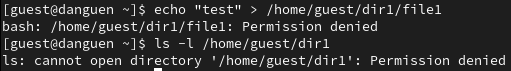 [guest@danguen ~]$ echo "test" > /home/guest/dir1/file1
bash: /home/guest/dir1/file1: Permission denied
[guest@danguen ~]$ ls -l /home/guest/dir1
ls: cannot open directory '/home/guest/dir1': Permission denied